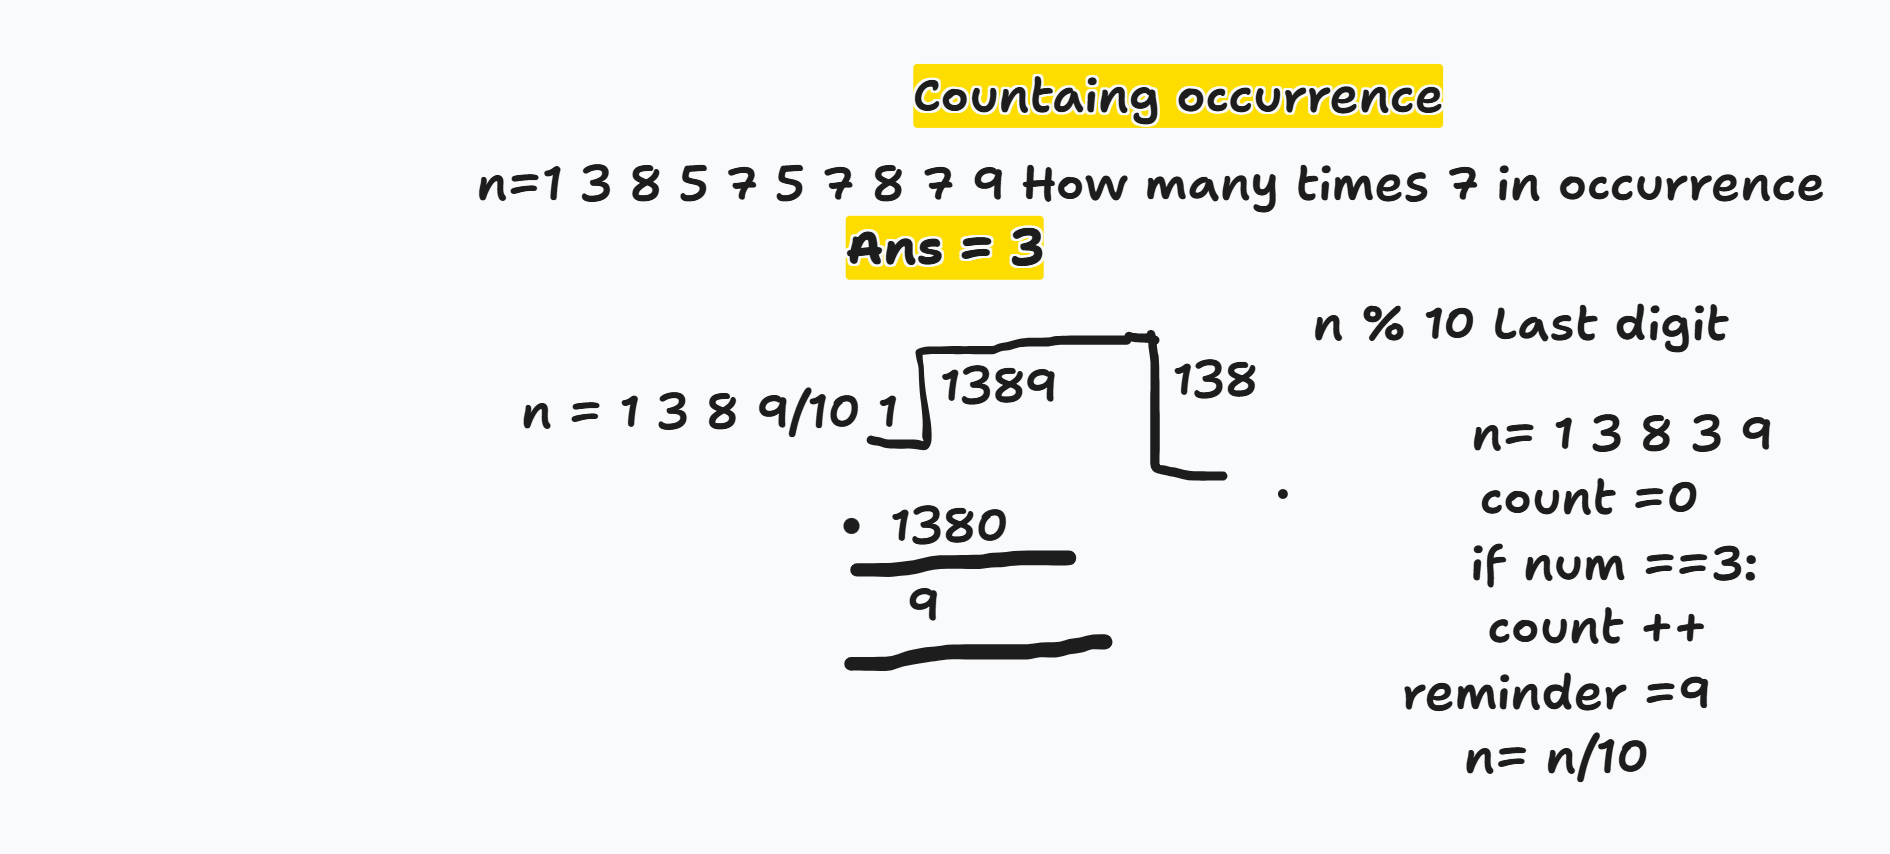 Countaing occurrence
n=1 3 8 5 7 5 7 8 7 9 How many times 7 in occurrence
Ans = 3
n % 10 Last digit
n = 1 3 8 9/10 1
1389
138
n= 1 3 8 3 9
count =0
• 1380
if num ==3:
9
count ++
reminder =9
n= n/10